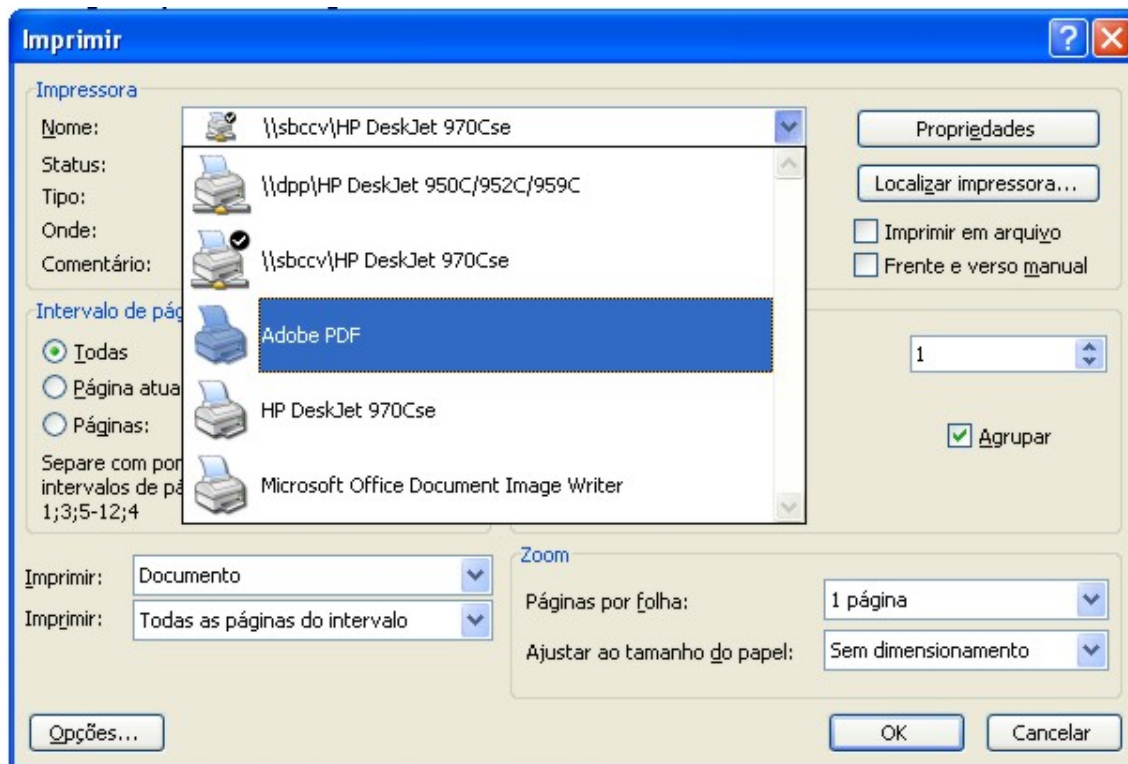 Imprimir
Impressora
Nome:
\\sbccv\HP DeskJet 970Cse
Propriedades
Status:
\\dpp\HP DeskJet 950C/952C/959C
Localizar impressora...
Tipo:
Onde:
Imprimir em arquivo
Comentário:
\\sbccv\HP DeskJet 970Cse
Frente e verso manual
Intervalo de pág
Adobe PDF
Todas
1
Página atua
HP DeskJet 970Cse
Páginas:
Agrupar
Separe com pon
intervalos de pá
Microsoft Office Document Image Writer
1;3;5-12;4
Imprimir:
Documento
Imprimir:
Todas as páginas do intervalo
Zoom
Páginas por folha:
1 página
Ajustar ao tamanho do papel:
Sem dimensionamento
Opções...
OK
Cancelar